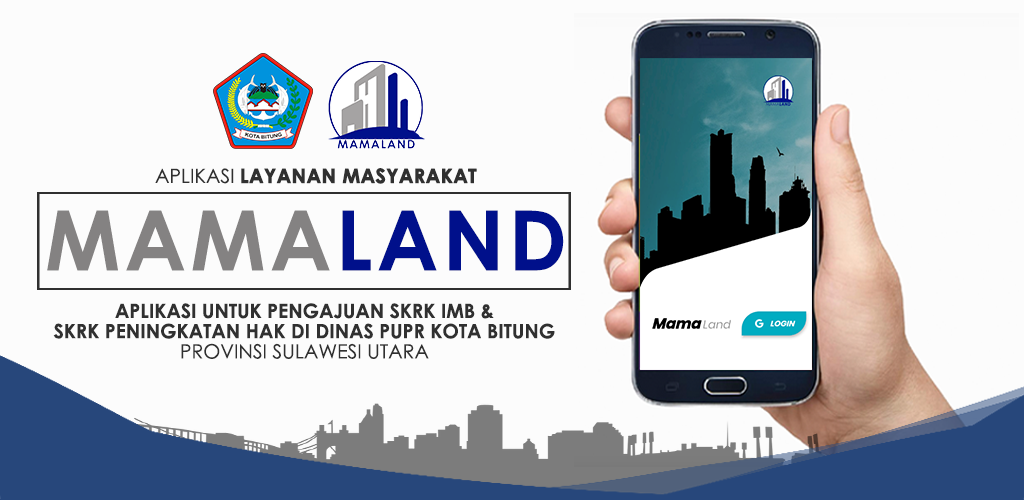 KOTA BITUNG
MAMALAND
APLIKASI LAYANAN MASYARAKAT
MAMALAND
APLIKASI UNTUK PENGAJUAN SKRK IMB &
SKRK PENINGKATAN HAK DI DINAS PUPR KOTA BITUNG
PROVINSI SULAWESI UTARA
MAMALAND
Mama Land
G LOGIN